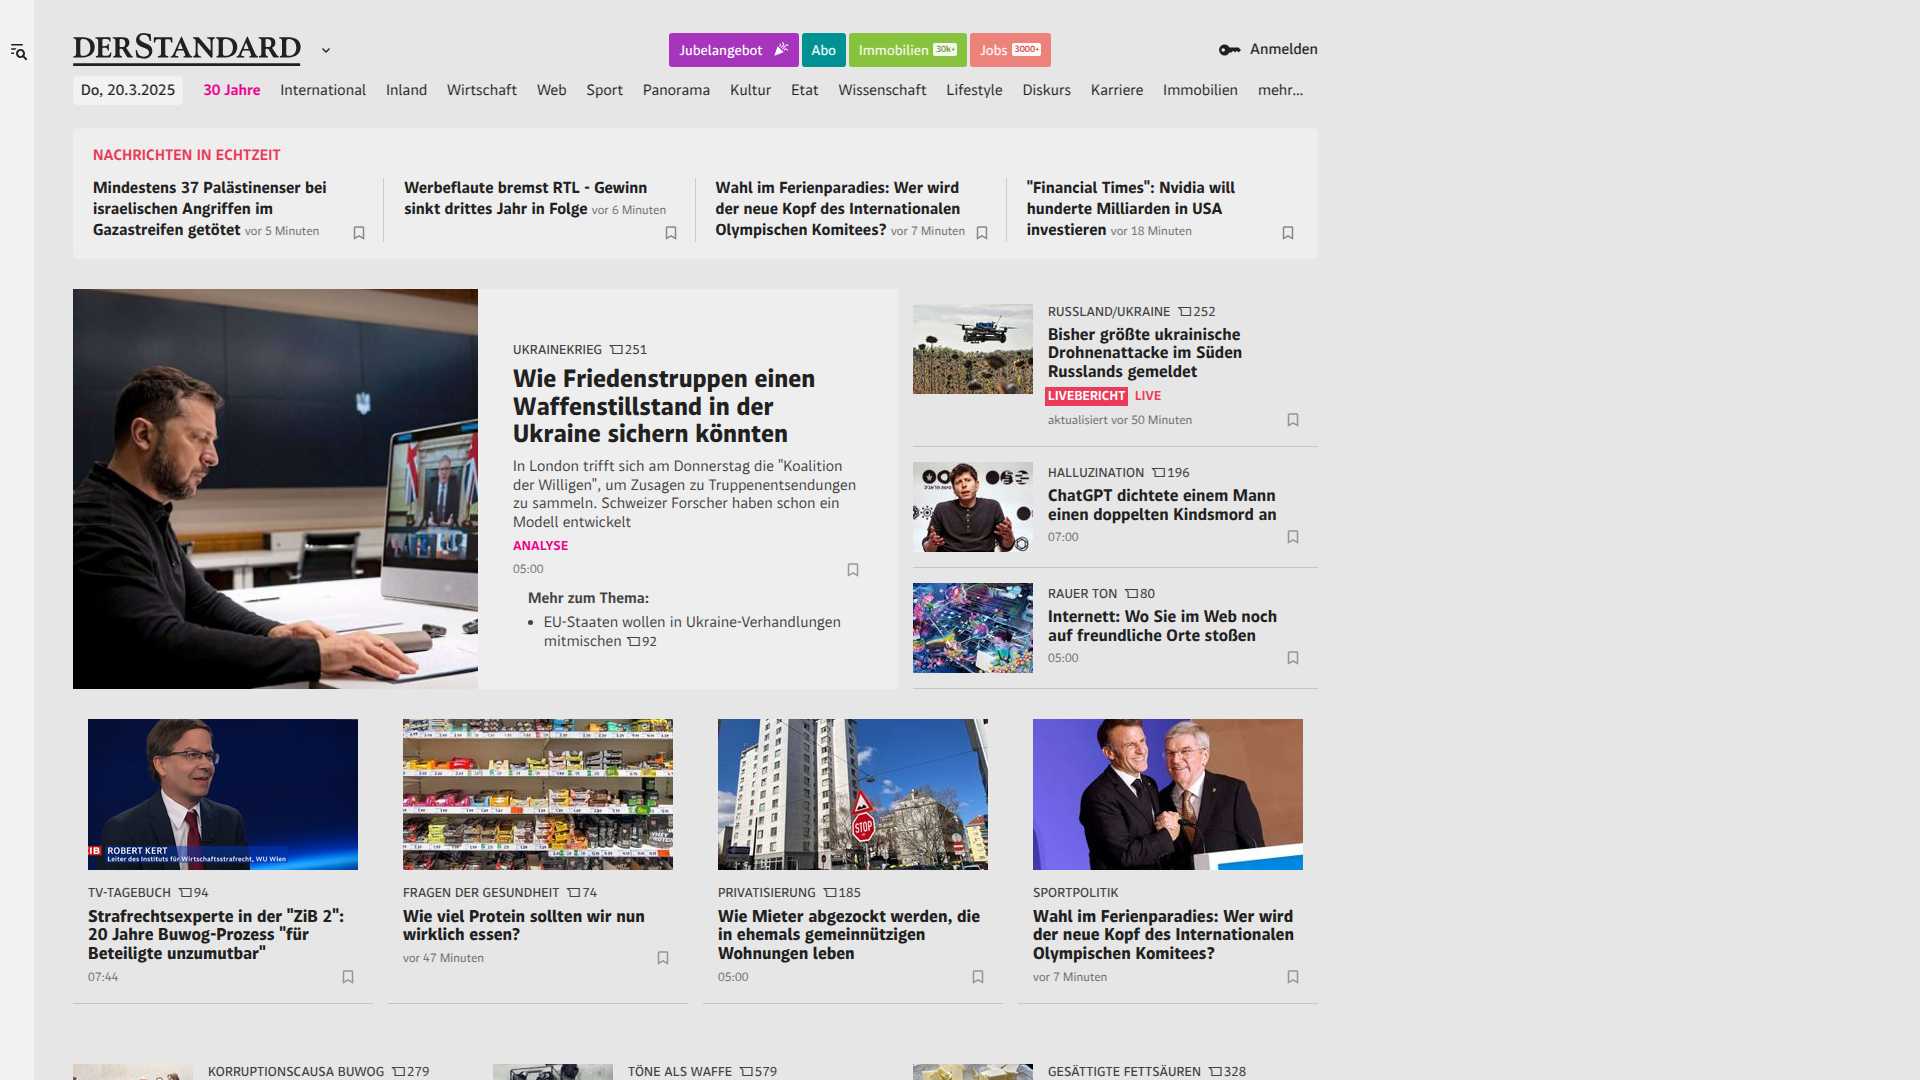 DERSTANDARD
Jubelangebot
Abo
Immobilien 30k+
Jobs 3000+
Anmelden
Do, 20.3.2025
30 Jahre
International
Inland
Wirtschaft
Web
Sport
Panorama
Kultur
Etat
Wissenschaft
Lifestyle
Diskurs
Karriere
Immobilien
mehr...
NACHRICHTEN IN ECHTZEIT
Mindestens 37 Palästinenser bei
israelischen Angriffen im
Gazastreifen getötet vor 5 Minuten
Werbeflaute bremst RTL - Gewinn
sinkt drittes Jahr in Folge vor 6 Minuten
Wahl im Ferienparadies: Wer wird
der neue Kopf des Internationalen
Olympischen Komitees? vor 7 Minuten
"Financial Times": Nvidia will
hunderte Milliarden in USA
investieren vor 18 Minuten
UKRAINEKRIEG 251
Wie Friedenstruppen einen
Waffenstillstand in der
Ukraine sichern könnten
In London trifft sich am Donnerstag die "Koalition
der Willigen", um Zusagen zu Truppenentsendungen
zu sammeln. Schweizer Forscher haben schon ein
Modell entwickelt
ANALYSE
05:00
Mehr zum Thema:
• EU-Staaten wollen in Ukraine-Verhandlungen
mitmischen 92
RUSSLAND/UKRAINE 252
Bisher größte ukrainische
Drohnenattacke im Süden
Russlands gemeldet
LIVEBERICHT LIVE
aktualisiert vor 50 Minuten
HALLUZINATION 196
ChatGPT dichtete einem Mann
einen doppelten Kindsmord an
07:00
RAUER TON 80
Internett: Wo Sie im Web noch
auf freundliche Orte stoßen
05:00
ZIB ROBERT KERT
Leiter des Instituts für Wirtschaftsstrafrecht, WU Wien
TV-TAGEBUCH 94
Strafrechtsexperte in der "ZiB 2":
20 Jahre Buwog-Prozess "für
Beteiligte unzumutbar"
07:44
FRAGEN DER GESUNDHEIT 74
Wie viel Protein sollten wir nun
wirklich essen?
vor 47 Minuten
STOP
PRIVATISIERUNG 185
Wie Mieter abgezockt werden, die
in ehemals gemeinnützigen
Wohnungen leben
05:00
SPORTPOLITIK
Wahl im Ferienparadies: Wer wird
der neue Kopf des Internationalen
Olympischen Komitees?
vor 7 Minuten
KORRUPTIONSCAUSA BUWOG 279
TÖNE ALS WAFFE 579
GESÄTTIGTE FETTSÄUREN 328